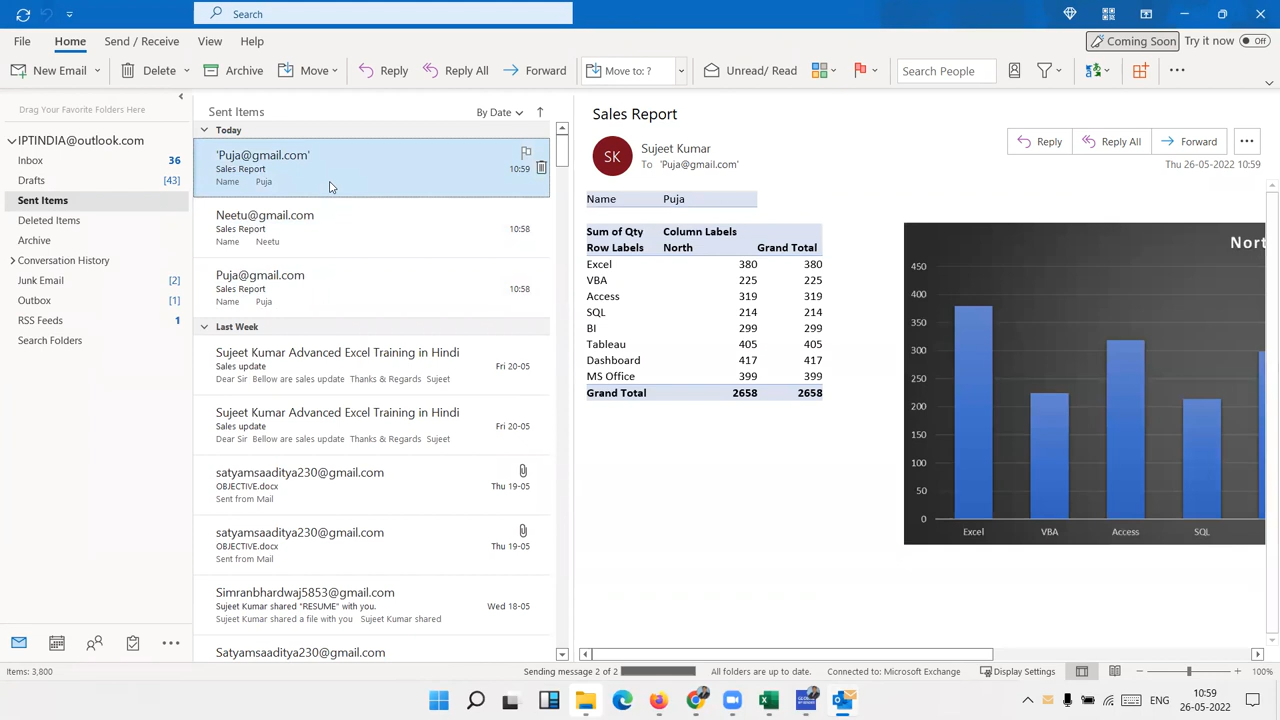 Search
File Home Send / Receive View Help
Coming Soon Try it now Off
New Email Delete Archive Move Reply Reply All Forward Move to: ? Unread/ Read Search People
Drag Your Favorite Folders Here
IPTINDIA@outlook.com
Inbox 36
Drafts [43]
Sent Items
Deleted Items
Archive
Conversation History
Junk Email [2]
Outbox [1]
RSS Feeds 1
Search Folders
Sent Items By Date
Today
'Puja@gmail.com'
Sales Report 10:59
Name Puja
Neetu@gmail.com
Sales Report 10:58
Name Neetu
Puja@gmail.com
Sales Report 10:58
Name Puja
Last Week
Sujeet Kumar Advanced Excel Training in Hindi
Sales update Fri 20-05
Dear Sir Bellow are sales update Thanks & Regards Sujeet
Sujeet Kumar Advanced Excel Training in Hindi
Sales update Fri 20-05
Dear Sir Bellow are sales update Thanks & Regards Sujeet
satyamsaaditya230@gmail.com
OBJECTIVE.docx Thu 19-05
Sent from Mail
satyamsaaditya230@gmail.com
OBJECTIVE.docx Thu 19-05
Sent from Mail
Simranbhardwaj5853@gmail.com
Sujeet Kumar shared "RESUME" with you. Wed 18-05
Sujeet Kumar shared a file with you Sujeet Kumar shared
Satyamsaaditya230@gmail.com
Sales Report
SK
Sujeet Kumar
To 'Puja@gmail.com'
Reply Reply All Forward
Thu 26-05-2022 10:59
Name Puja
Sum of Qty Column Labels
Row Labels North Grand Total
Excel 380 380
VBA 225 225
Access 319 319
SQL 214 214
BI 299 299
Tableau 405 405
Dashboard 417 417
MS Office 399 399
Grand Total 2658 2658
Nort
450
400
350
300
250
200
150
100
50
0
Excel VBA Access SQL
Items: 3,800 Sending message 2 of 2 All folders are up to date. Connected to: Microsoft Exchange Display Settings 100%
ENG
10:59
26-05-2022